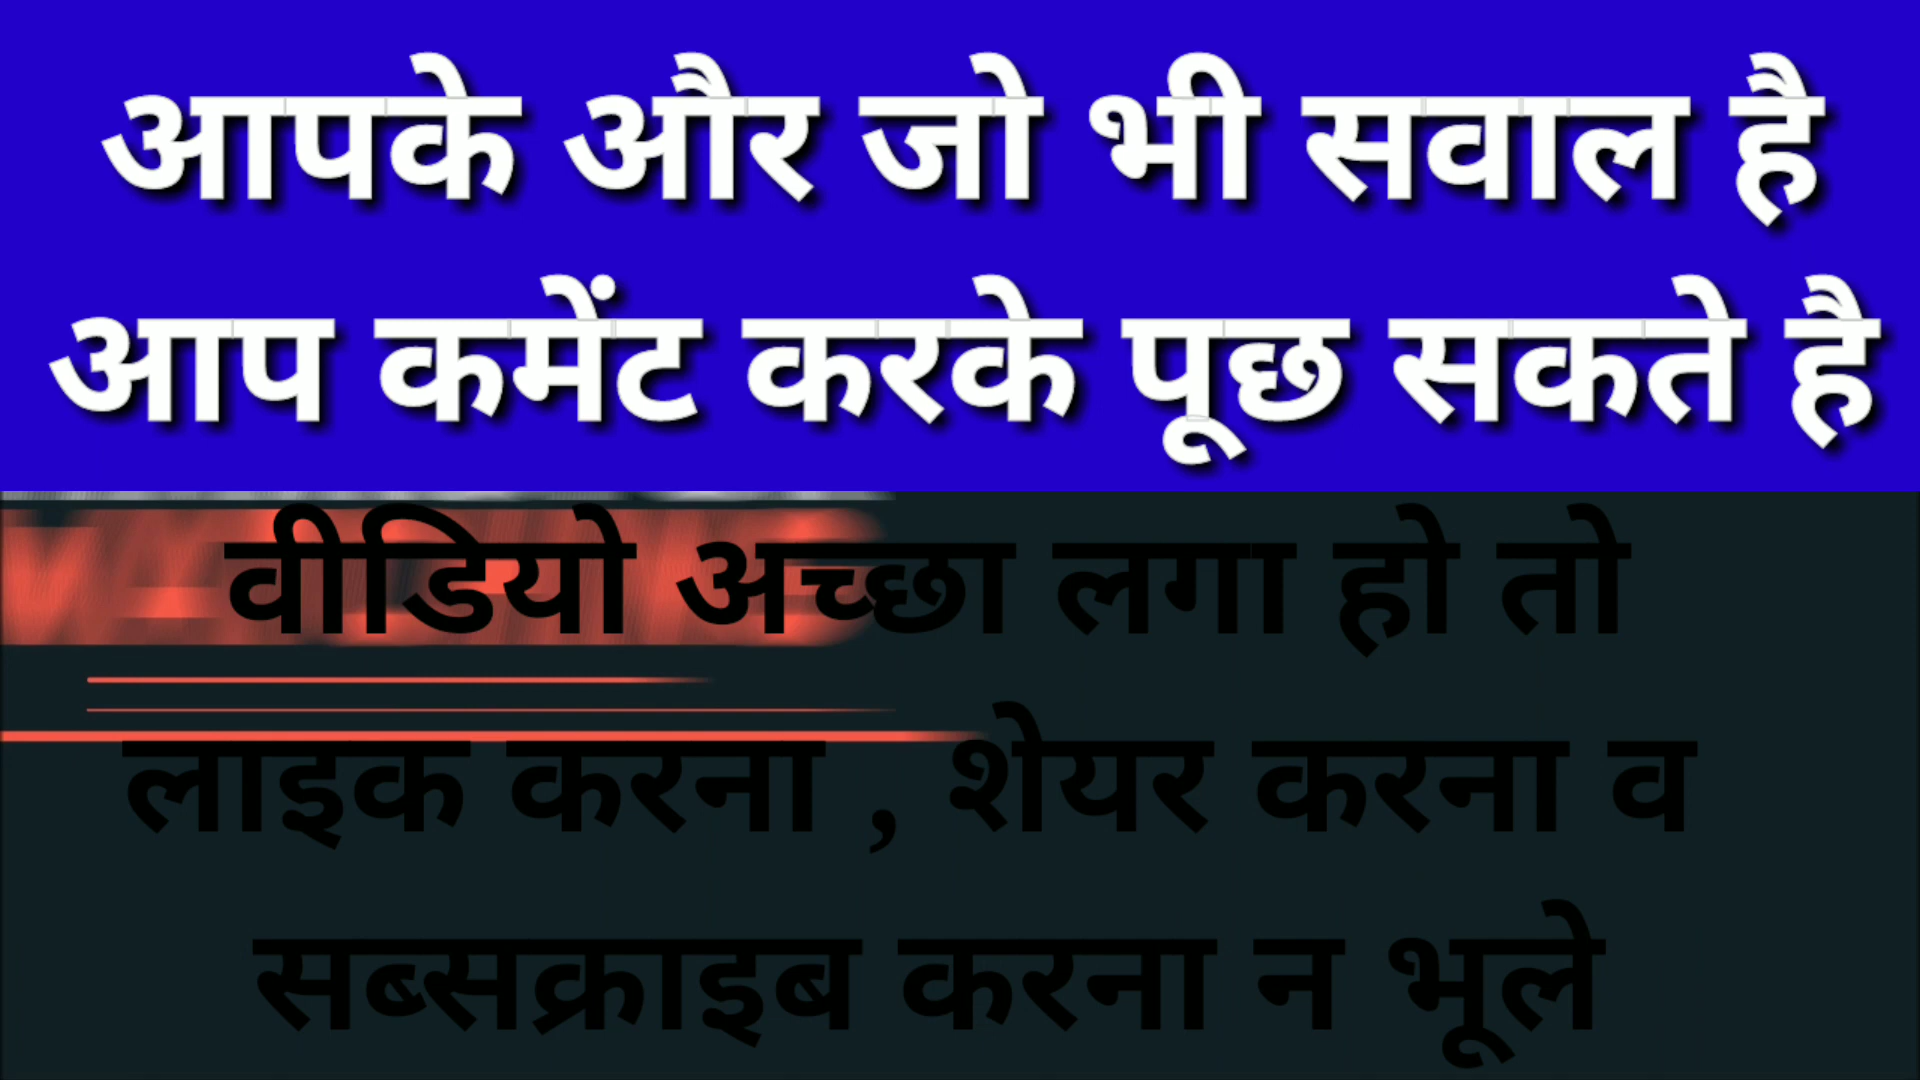 आपके और जो भी सवाल है
आप कमेंट करके पूछ सकते है
वीडियो अच्छा लगा हो तो
लाइक करना , शेयर करना व
सब्सक्राइब करना न भूले